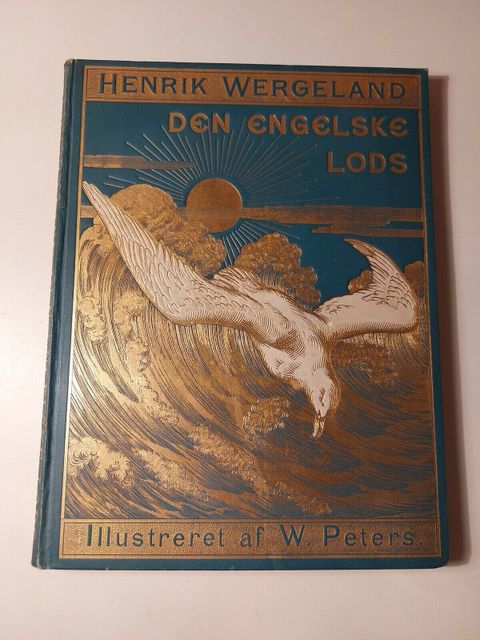 HENRIK WERGELAND
DEN ENGELSKE
LODS
Illustreret af W. Peters.